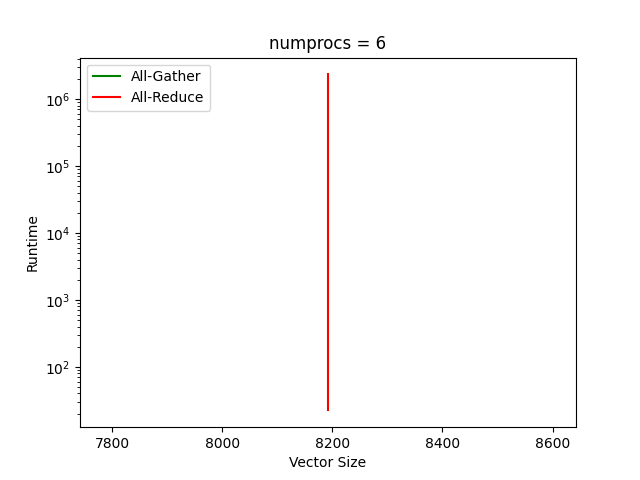 numprocs = 6
All-Gather
All-Reduce
10^6
10^5
10^4
10^3
10^2
Runtime
7800 8000 8200 8400 8600
Vector Size